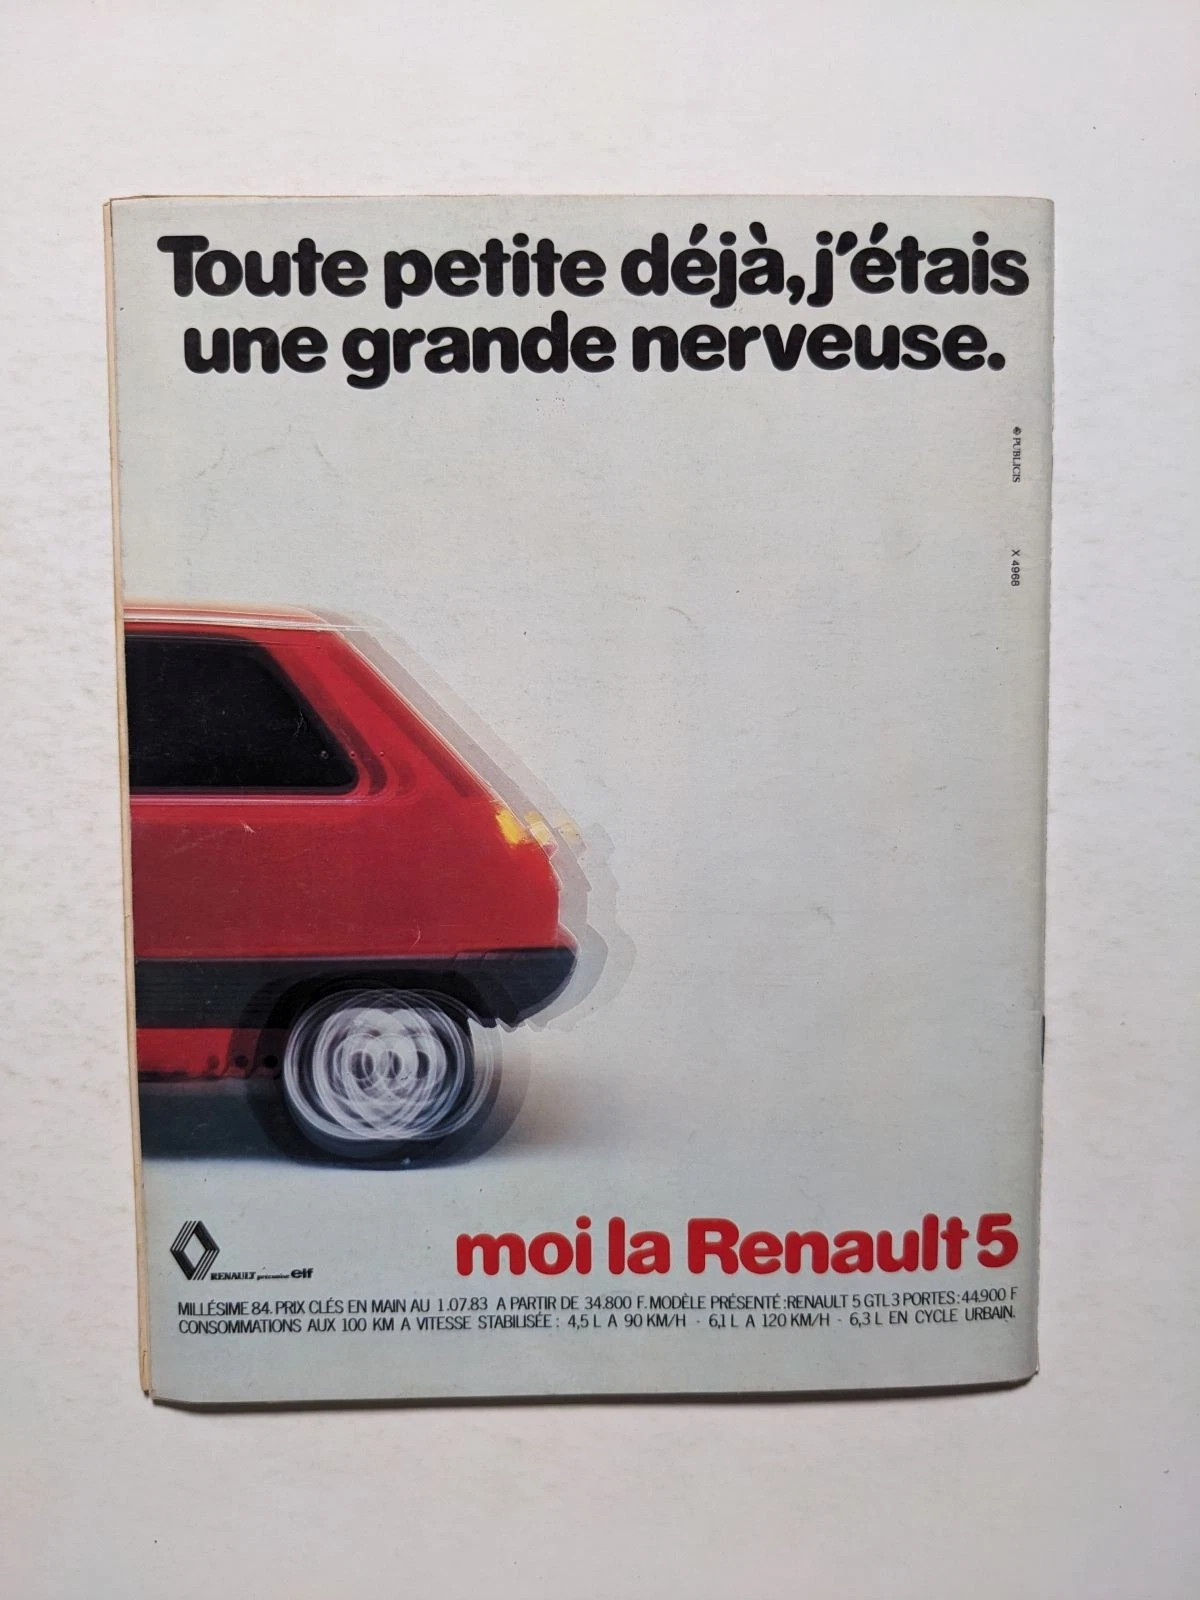 Toute petite déjà, j'étais
une grande nerveuse.
© PUBLICIS
X 4968
moi la Renault 5
RENAULT préconise elf
MILLÉSIME 84. PRIX CLÉS EN MAIN AU 1.07.83 A PARTIR DE 34.800 F. MODÈLE PRÉSENTÉ : RENAULT 5 GTL 3 PORTES : 44.900 F
CONSOMMATIONS AUX 100 KM A VITESSE STABILISÉE : 4,5 L A 90 KM/H - 6,1 L A 120 KM/H - 6,3 L EN CYCLE URBAIN.